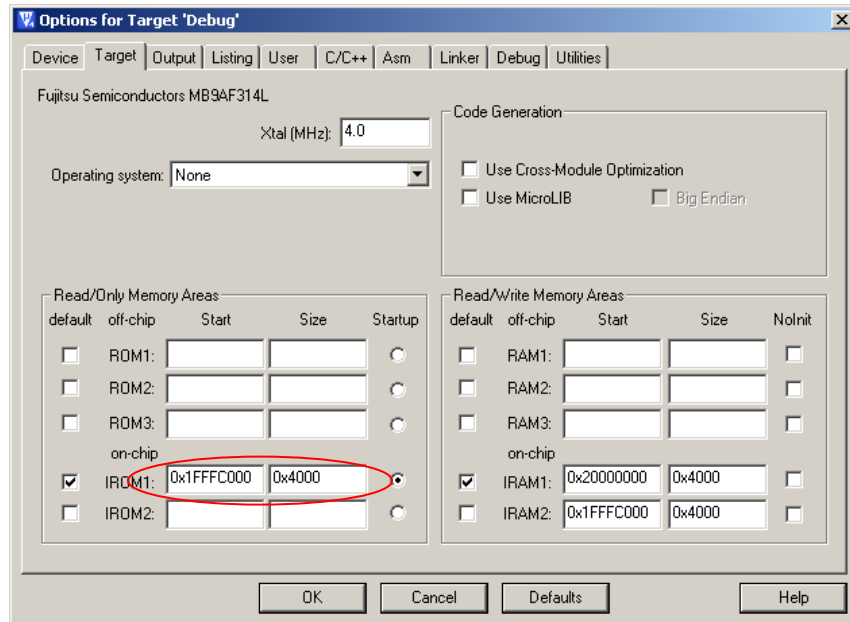 Options for Target 'Debug'
Device Target Output Listing User C/C++ Asm Linker Debug Utilities
Fujitsu Semiconductors MB9AF314L
Xtal (MHz): 4.0
Operating system: None
Code Generation
Use Cross-Module Optimization
Use MicroLIB Big Endian
Read/Only Memory Areas
default off-chip Start Size Startup
ROM1:
ROM2:
ROM3:
on-chip
IROM1: 0x1FFFC000 0x4000
IROM2:
Read/Write Memory Areas
default off-chip Start Size NoInit
RAM1:
RAM2:
RAM3:
on-chip
IRAM1: 0x20000000 0x4000
IRAM2: 0x1FFFC000 0x4000
OK Cancel Defaults Help